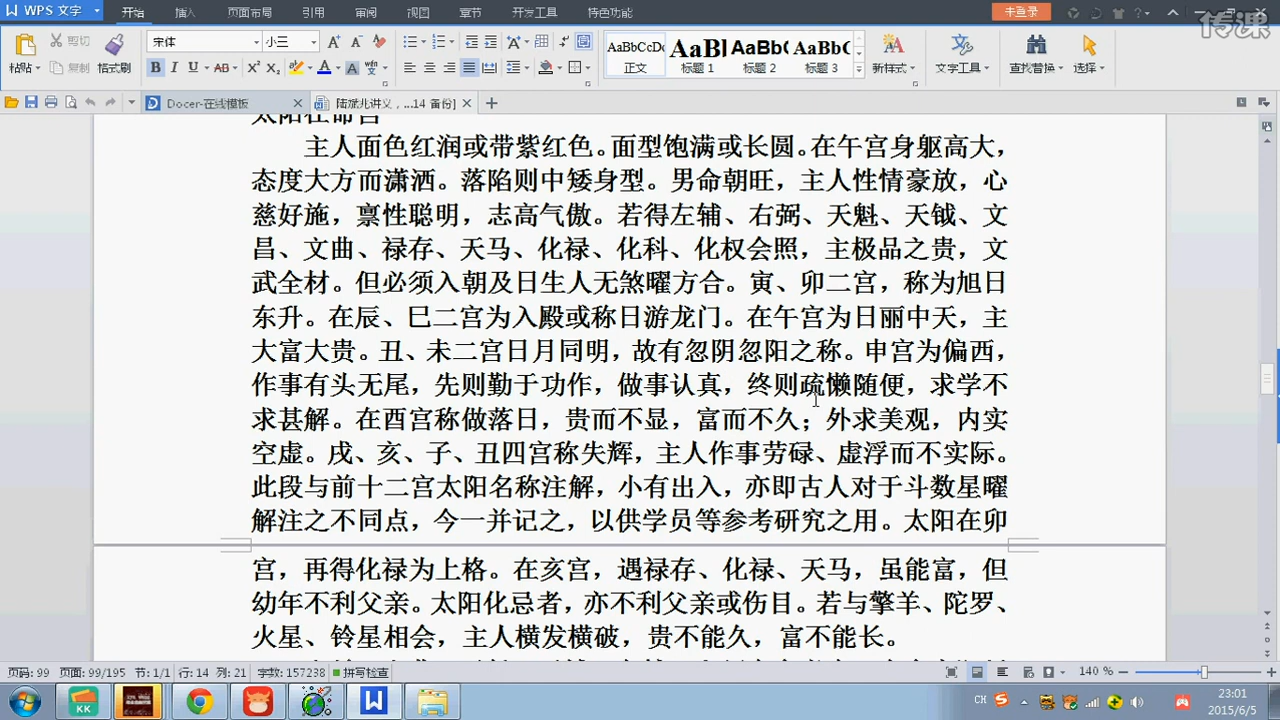 WPS 文字
开始 插入 页面布局 引用 审阅 视图 章节 开发工具 特色功能
未登录
传课
剪切
粘贴 复制 格式刷
宋体 小三
AaBbCcDc AaBl AaBb( AaBb(
正文 标题 1 标题 2 标题 3
新样式 文字工具 查找替换 选择
Docer-在线模板
太阳在命宫
主人面色红润或带紫红色。面型饱满或长圆。在午宫身躯高大，
态度大方而潇洒。落陷则中矮身型。男命朝旺，主人性情豪放，心
慈好施，禀性聪明，志高气傲。若得左辅、右弼、天魁、天钺、文
昌、文曲、禄存、天马、化禄、化科、化权会照，主极品之贵，文
武全材。但必须入朝及日生人无煞曜方合。寅、卯二宫，称为旭日
东升。在辰、巳二宫为入殿或称日游龙门。在午宫为日丽中天，主
大富大贵。丑、未二宫日月同明，故有忽阴忽阳之称。申宫为偏西，
作事有头无尾，先则勤于功作，做事认真，终则疏懒随便，求学不
求甚解。在酉宫称做落日，贵而不显，富而不久；外求美观，内实
空虚。戌、亥、子、丑四宫称失辉，主人作事劳碌、虚浮而不实际。
此段与前十二宫太阳名称注解，小有出入，亦即古人对于斗数星曜
解注之不同点，今一并记之，以供学员等参考研究之用。太阳在卯
宫，再得化禄为上格。在亥宫，遇禄存、化禄、天马，虽能富，但
幼年不利父亲。太阳化忌者，亦不利父亲或伤目。若与擎羊、陀罗、
火星、铃星相会，主人横发横破，贵不能久，富不能长。
页码: 99 页面: 99/195 节: 1/1 行: 14 列: 21 字数: 157238 拼写检查
140 %
KK
CH
23:01
2015/6/5